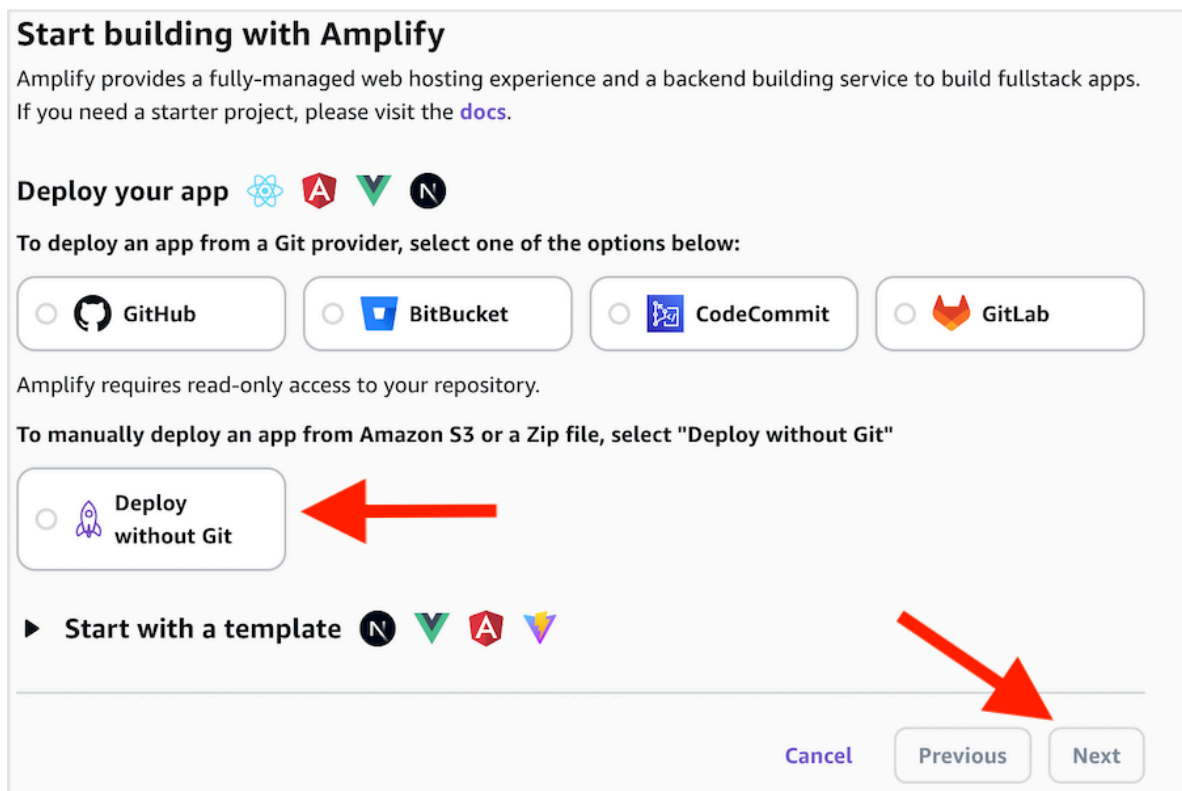 Start building with Amplify
Amplify provides a fully-managed web hosting experience and a backend building service to build fullstack apps.
If you need a starter project, please visit the docs.
Deploy your app
To deploy an app from a Git provider, select one of the options below:
GitHub
BitBucket
CodeCommit
GitLab
Amplify requires read-only access to your repository.
To manually deploy an app from Amazon S3 or a Zip file, select "Deploy without Git"
Deploy
without Git
Start with a template
Cancel
Previous
Next